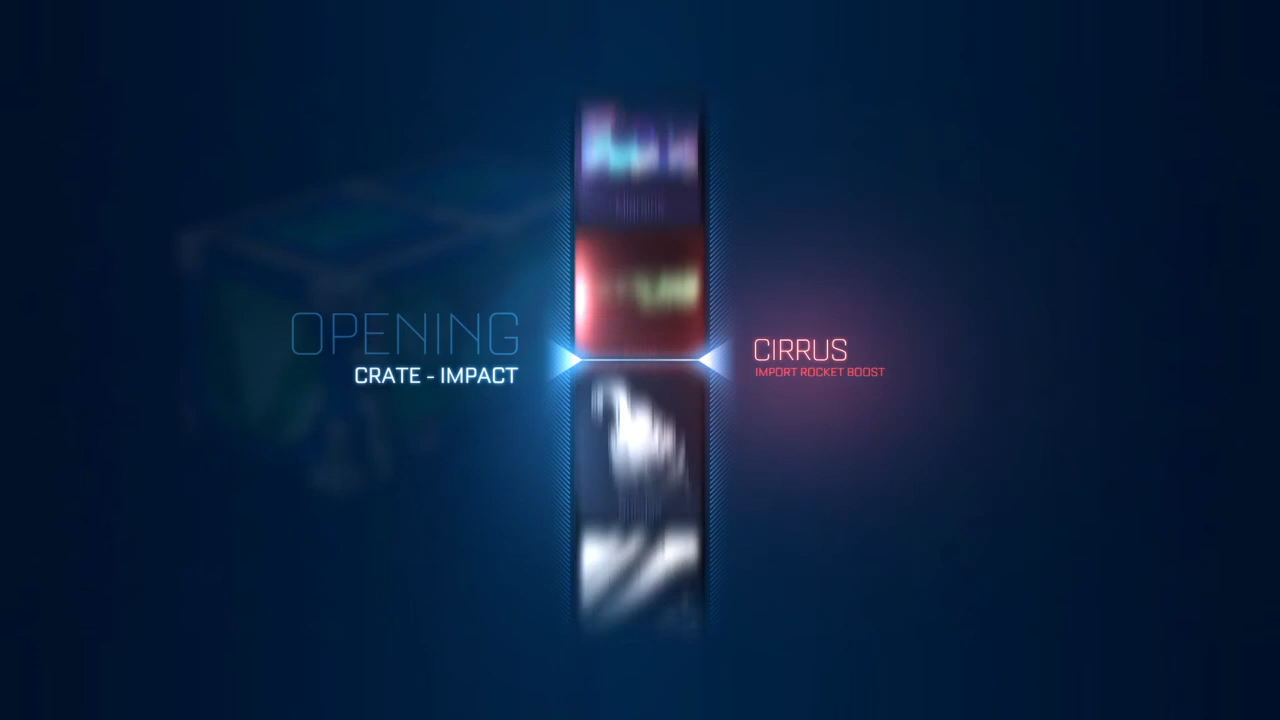 OPENING
CRATE - IMPACT
CIRRUS
IMPORT ROCKET BOOST